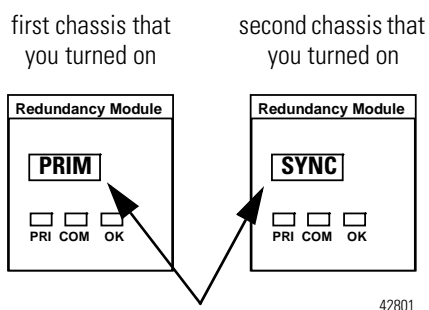 first chassis that
you turned on
second chassis that
you turned on
Redundancy Module
PRIM
PRI COM OK
Redundancy Module
SYNC
PRI COM OK
42801